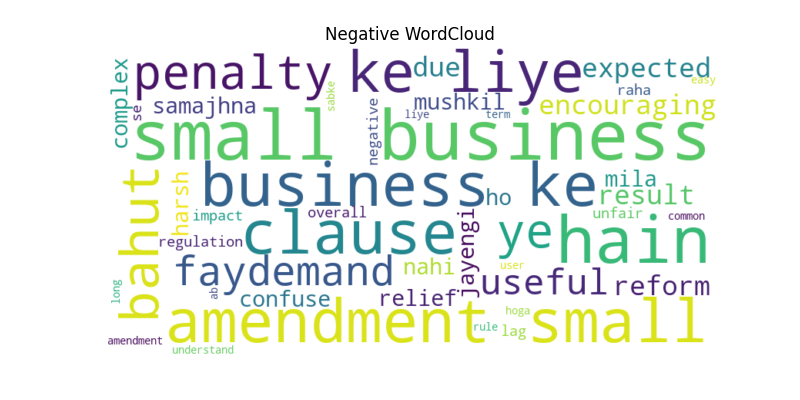 Negative WordCloud
penalty ke liye due expected easy
complex se samajhna sabke negative mushkil liye term raha encouraging
small business
business ke ho mila result
bahut harsh impact overall unfair common
regulation clause jayengi ye hain
faydemand nahi user useful reform
long ab confuse relief hoga
amendment small rule lag
amendment understand